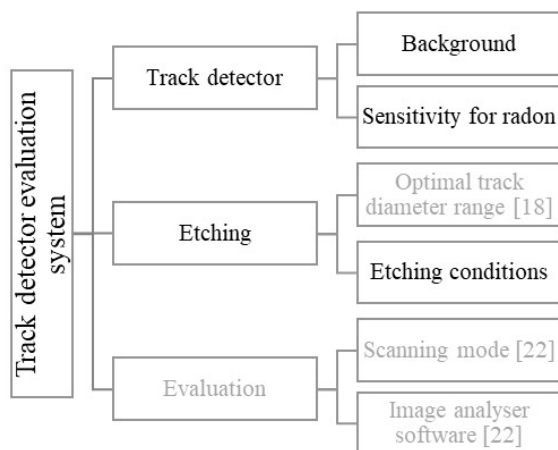 Track detector evaluation
system
Track detector
Background
Sensitivity for radon
Etching
Optimal track
diameter range [18]
Etching conditions
Evaluation
Scanning mode [22]
Image analyser
software [22]